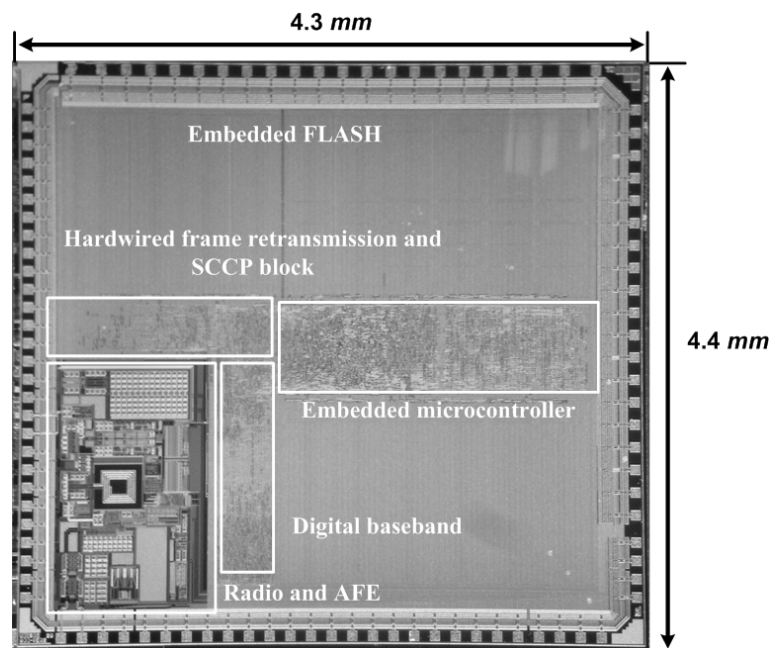 4.3 mm
Embedded FLASH
Hardwired frame retransmission and
SCCP block
4.4 mm
Embedded microcontroller
Digital baseband
Radio and AFE